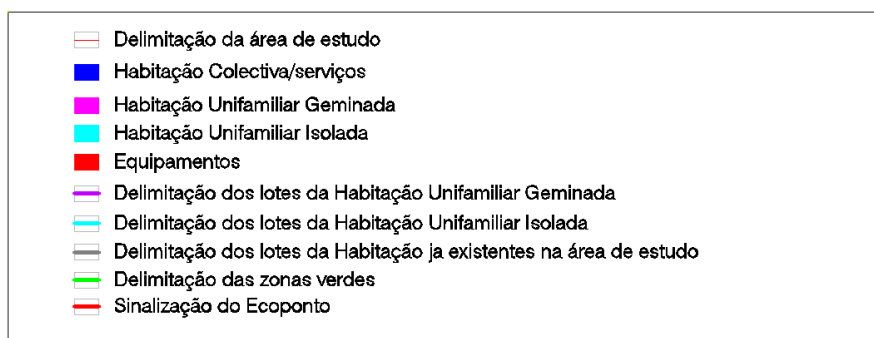 Delimitação da área de estudo
Habitação Colectiva/serviços
Habitação Unifamiliar Geminada
Habitação Unifamiliar Isolada
Equipamentos
Delimitação dos lotes da Habitação Unifamiliar Geminada
Delimitação dos lotes da Habitação Unifamiliar Isolada
Delimitação dos lotes da Habitação ja existentes na área de estudo
Delimitação das zonas verdes
Sinalização do Ecoponto